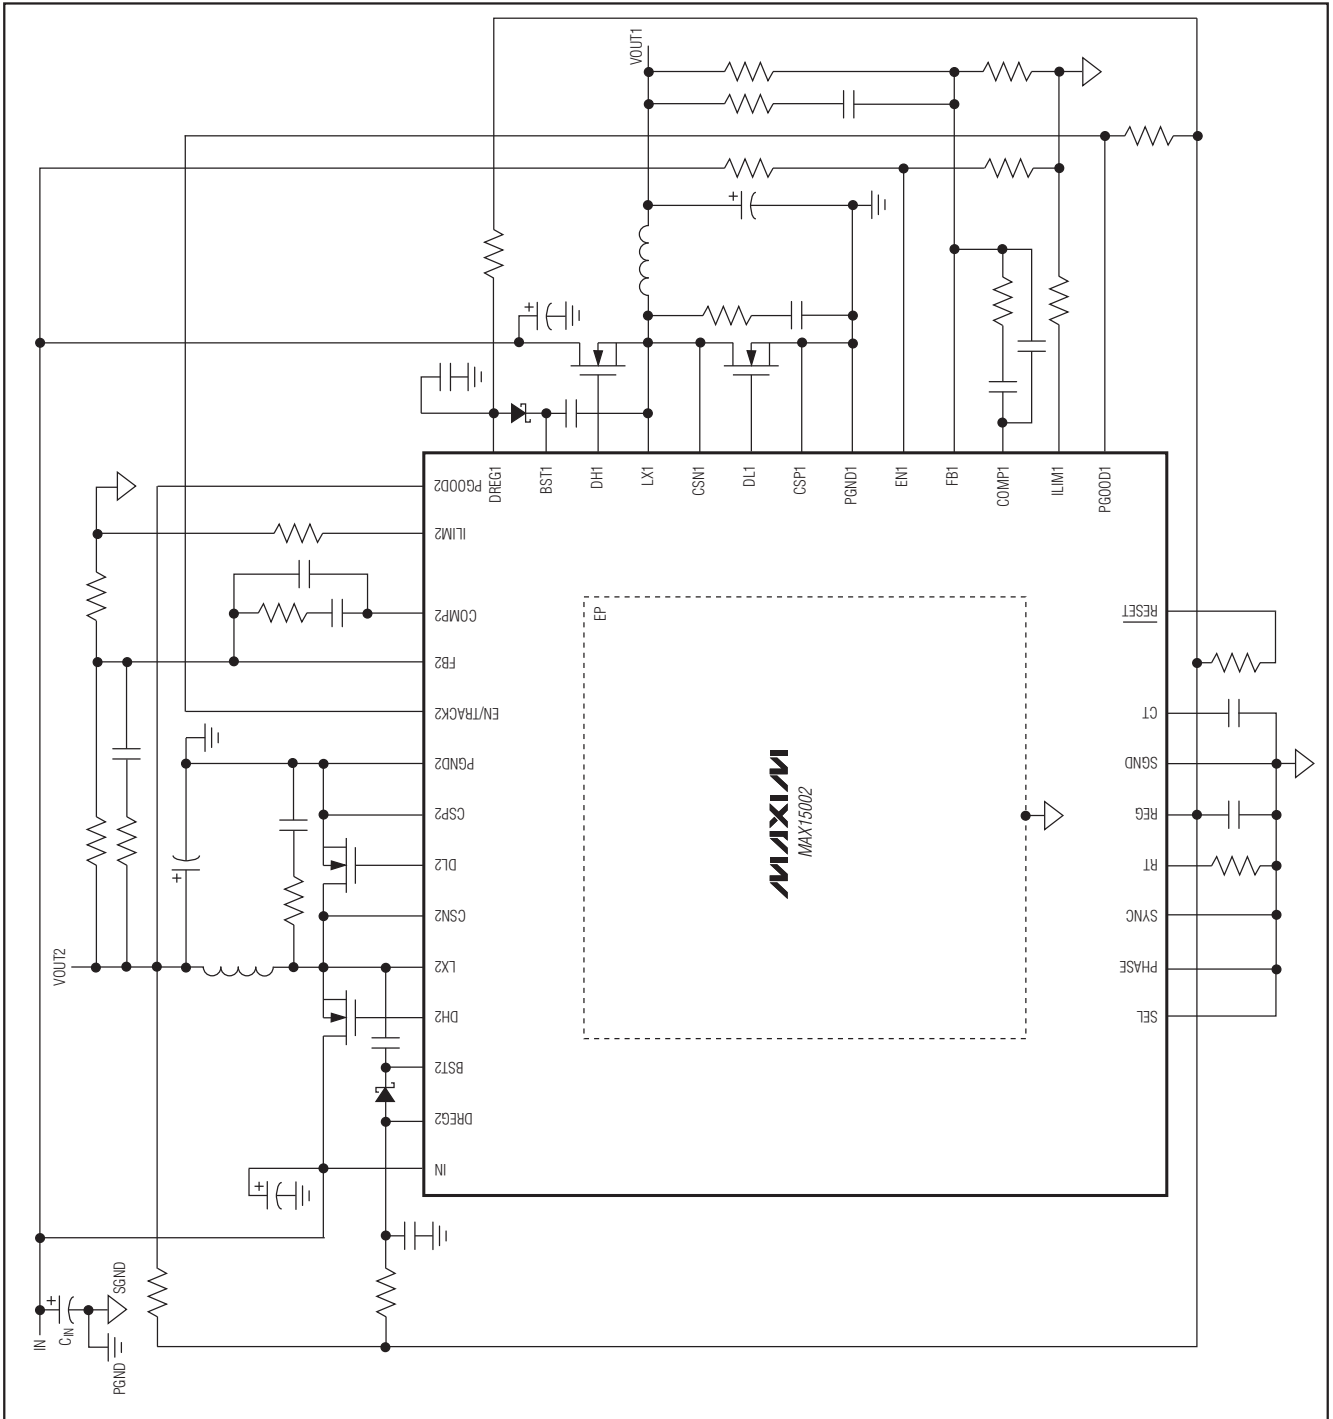 VOUT1
DREG1
BST1
DH1
LX1
CSN1
DL1
CSP1
PGND1
EN1
FB1
COMP1
ILIM1
PGOOD1
PGOOD2
ILIM2
COMP2
FB2
EN/TRACK2
PGND2
CSP2
DL2
CSN2
LX2
DH2
BST2
DREG2
IN
EP
MAXIM
MAX15002
RESET
CT
SGND
REG
RT
SYNC
PHASE
SEL
VOUT2
IN
CIN
SGND
PGND